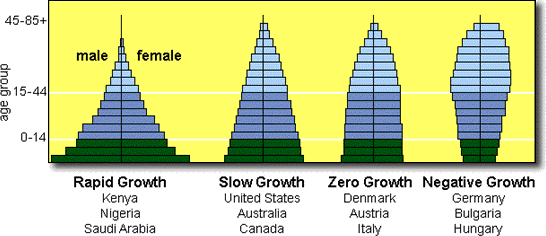 45-85+
male female
age group
15-44
0-14
Rapid Growth
Kenya
Nigeria
Saudi Arabia
Slow Growth
United States
Australia
Canada
Zero Growth
Denmark
Austria
Italy
Negative Growth
Germany
Bulgaria
Hungary